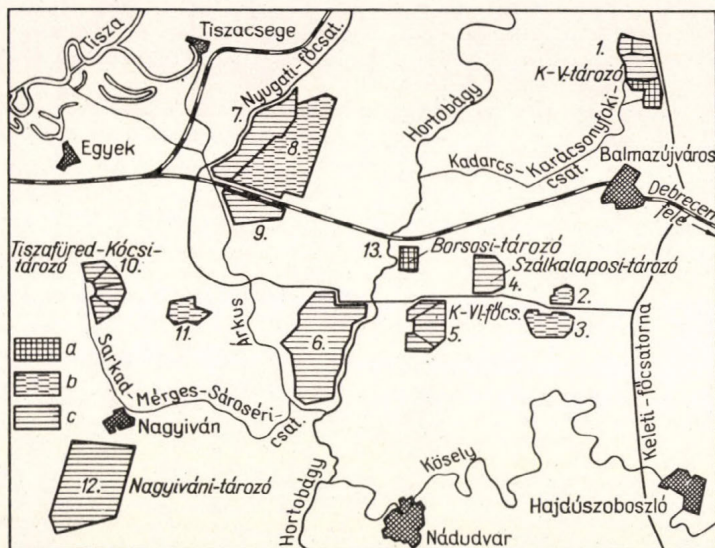 Tisza
Tiszacsege
Nyugati-főcsat.
Hortobágy
1.
K-V.-tározó
7.
8.
Egyek
Kadarcs-
Karácsonyfoki-
csat.
Balmazújváros
Debrecen
felé
9.
Tiszafüred-Kócsi-
tározó
10.
13.
Borsosi-tározó
Szálkalaposi-tározó
4.
2.
11.
Árkus
6.
K-VI.-főcs.
5.
3.
a
b
c
Sarkad-
Mérges-Sároséri-
csat.
Nagyiván
Keleti-főcsatorna
12.
Nagyiváni-tározó
Hortobágy
Kösely
Nádudvar
Hajdúszoboszló